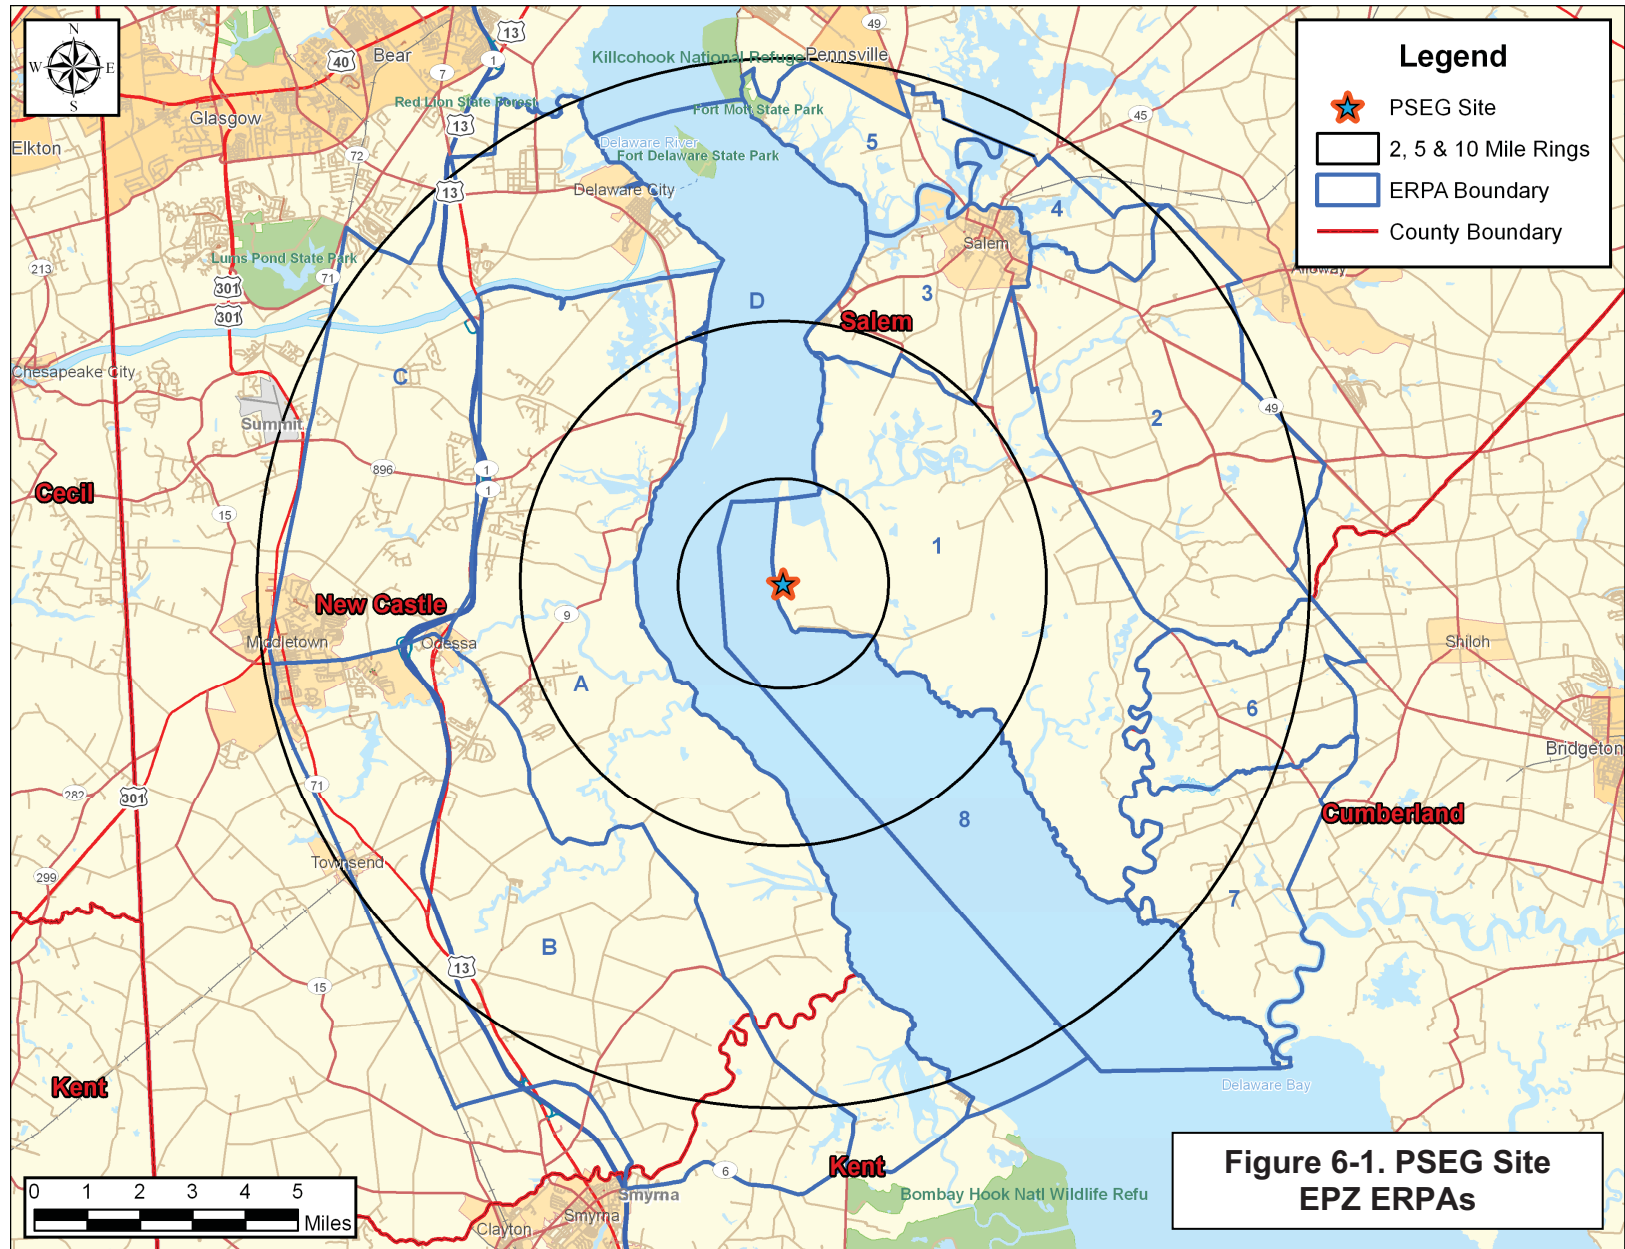 N
W
E
S
13
49
Killcohook National Refuge
Pennsville
Bear
40
1
7
Red Lion State Forest
Fort Mott State Park
Glasgow
13
45
5
Elkton
72
Delaware River
Fort Delaware State Park
13
Delaware City
4
Salem
Lums Pond State Park
213
71
301
301
Alloway
D
3
Salem
Chesapeake City
C
Summit
49
2
896
1
1
Cecil
15
1
New Castle
9
Middletown
Odessa
Shiloh
A
6
Bridgeton
71
282
301
Cumberland
8
Townsend
299
7
B
13
15
Kent
Delaware Bay
Kent
6
Smyrna
Bombay Hook Natl Wildlife Refu
Smyrna
Clayton
Legend
PSEG Site
2, 5 & 10 Mile Rings
ERPA Boundary
County Boundary
0 1 2 3 4 5
Miles
Figure 6-1. PSEG Site
EPZ ERPAs